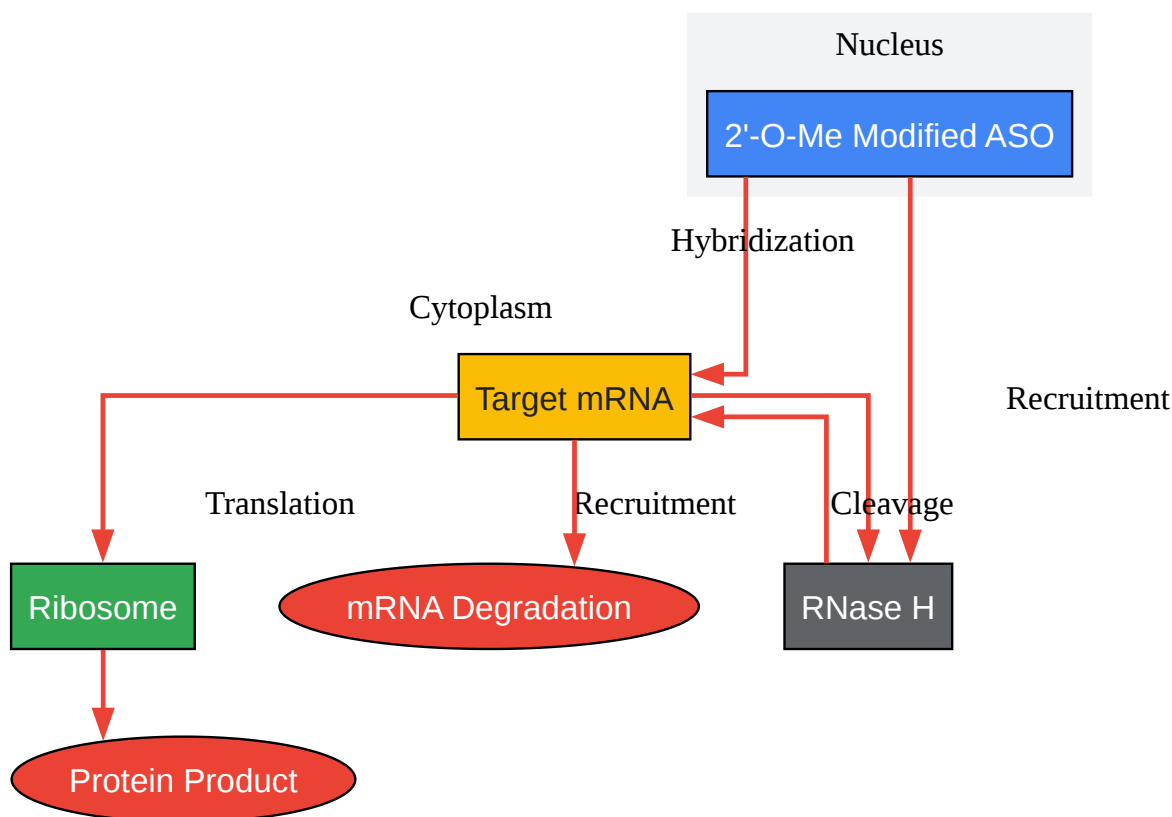 Nucleus
2'-O-Me Modified ASO
Hybridization
Cytoplasm
Target mRNA
Recruitment
Translation
Recruitment
Cleavage
Ribosome
mRNA Degradation
RNase H
Protein Product